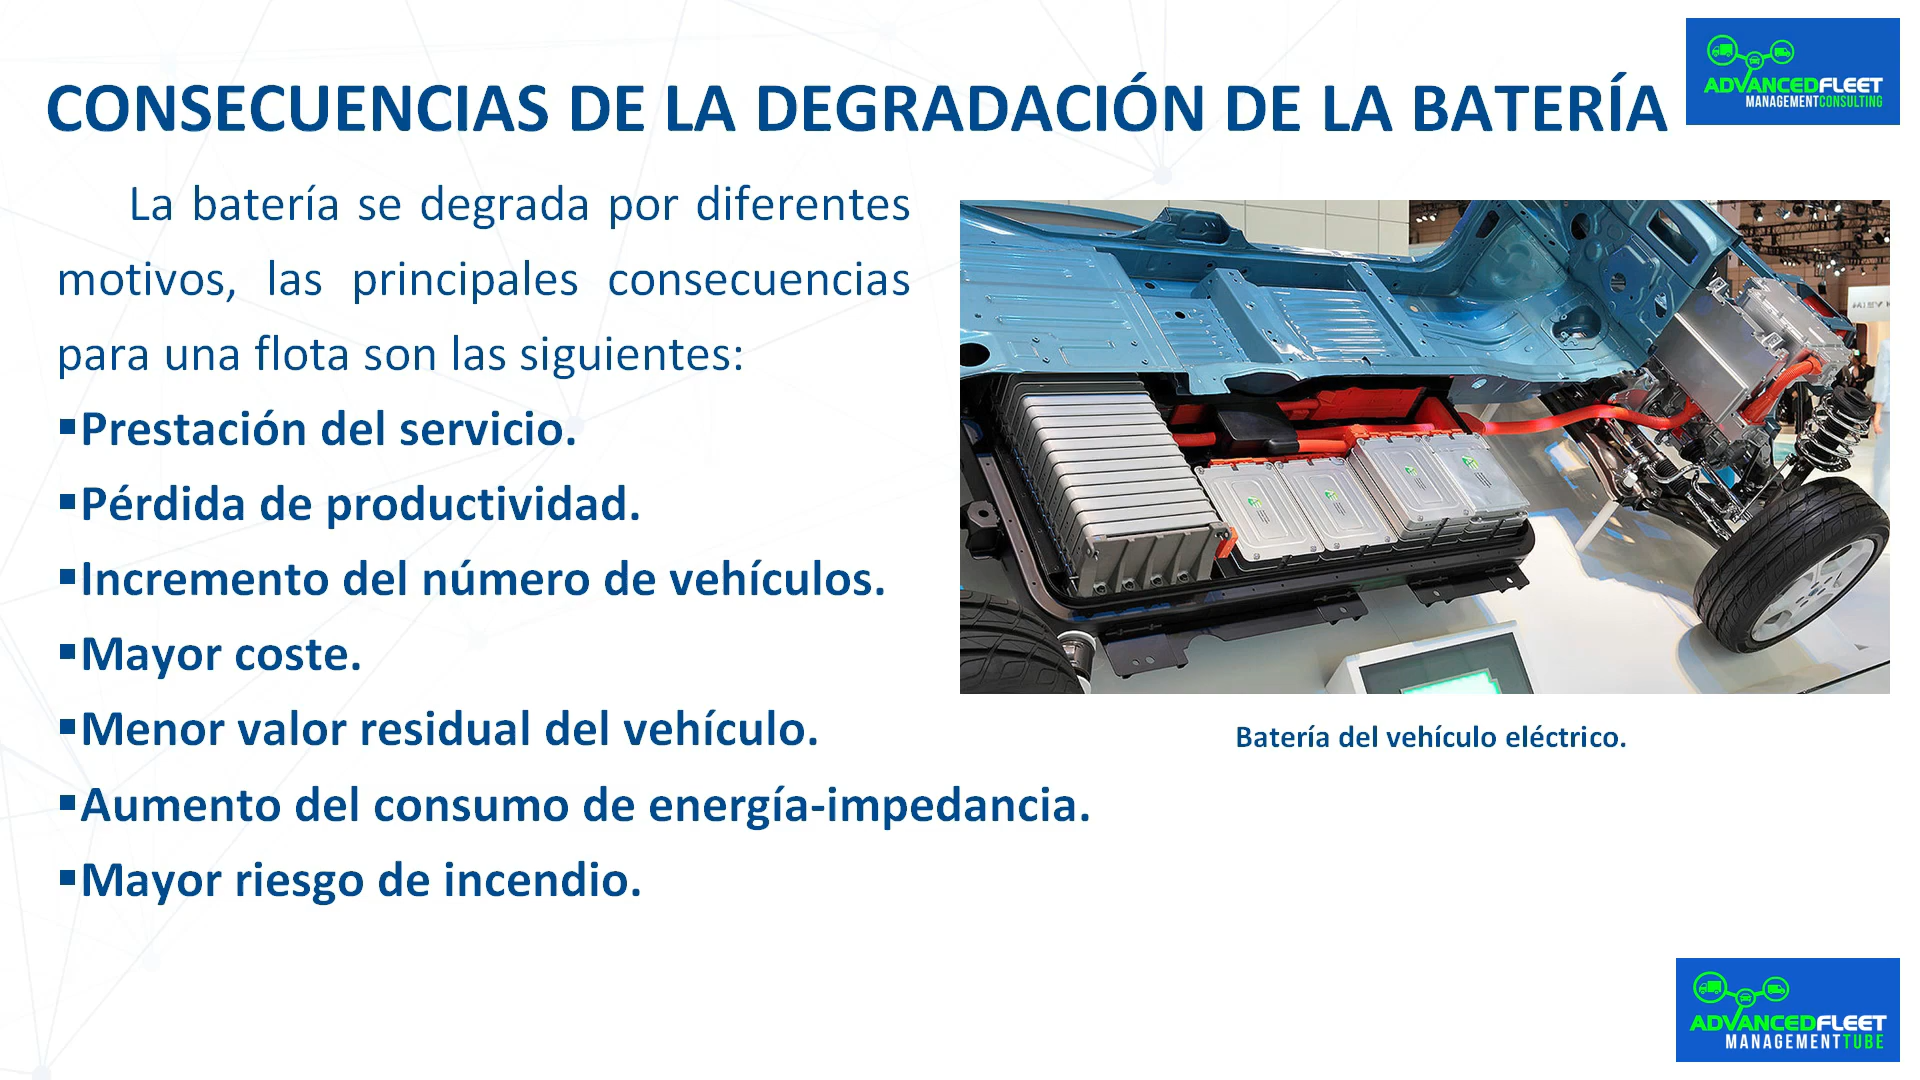 CONSECUENCIAS DE LA DEGRADACIÓN DE LA BATERÍA
ADVANCEDFLEET
MANAGEMENTCONSULTING
La batería se degrada por diferentes
motivos, las principales consecuencias
para una flota son las siguientes:
▪Prestación del servicio.
▪Pérdida de productividad.
▪Incremento del número de vehículos.
▪Mayor coste.
▪Menor valor residual del vehículo.
▪Aumento del consumo de energía-impedancia.
▪Mayor riesgo de incendio.
Batería del vehículo eléctrico.
ADVANCEDFLEET
MANAGEMENTTUBE